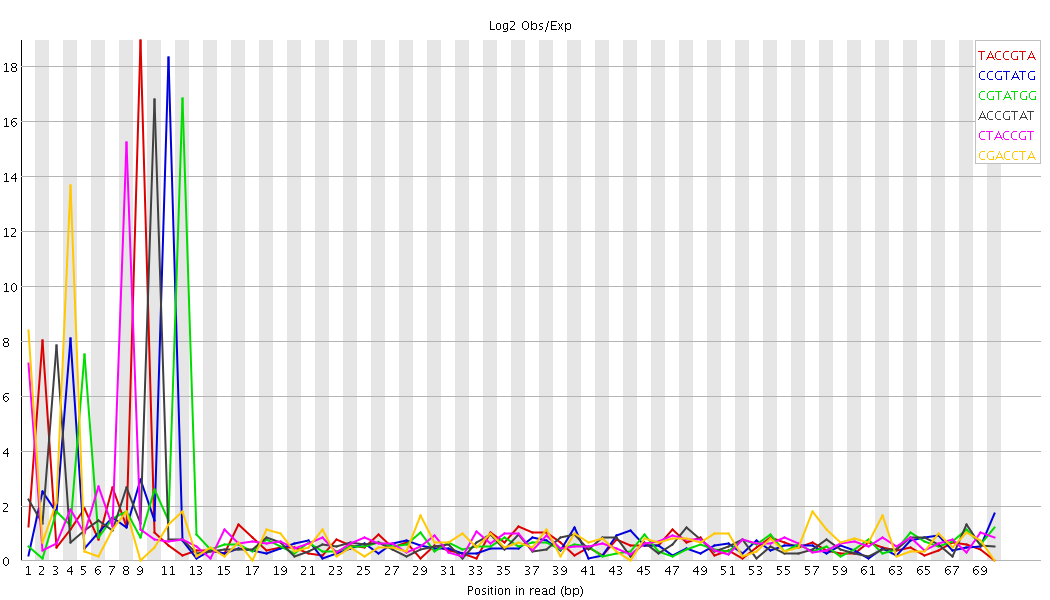 Log2 Obs/Exp
18
16
14
12
10
8
6
4
2
0
TACCGTA
CCGTATG
CGTATGG
ACCGTAT
CTACCGT
CGACCTA
1 2 3 4 5 6 7 8 9 11 13 15 17 19 21 23 25 27 29 31 33 35 37 39 41 43 45 47 49 51 53 55 57 59 61 63 65 67 69
Position in read (bp)